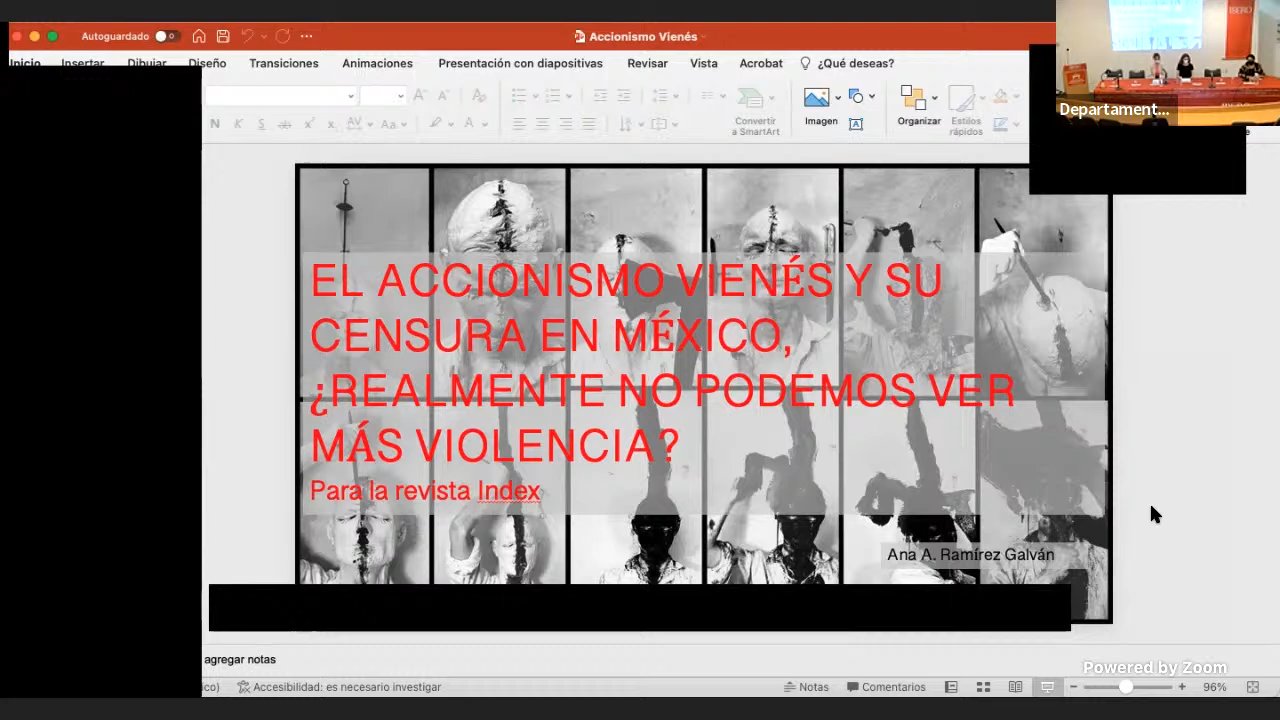 Autoguardado
Accionismo Vienés
Inicio Insertar Dibujar Diseño Transiciones Animaciones Presentación con diapositivas Revisar Vista Acrobat ¿Qué deseas?
IBERO
Departament...
Convertir
a SmartArt
Imagen
Organizar
Estilos
rápidos
EL ACCIONISMO VIENÉS Y SU
CENSURA EN MÉXICO,
¿REALMENTE NO PODEMOS VER
MÁS VIOLENCIA?
Para la revista Index
Ana A. Ramírez Galván
agregar notas
Powered by Zoom
Accesibilidad: es necesario investigar
Notas Comentarios 96%